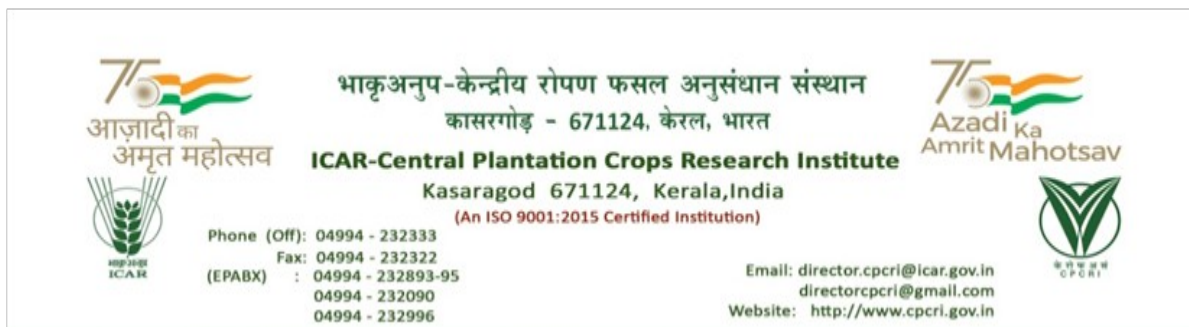 75
आज़ादी का
अमृत महोत्सव
भाकृअनुप-केन्द्रीय रोपण फसल अनुसंधान संस्थान
कासरगोड़ - 671124, केरल, भारत
ICAR-Central Plantation Crops Research Institute
Kasaragod 671124, Kerala,India
(An ISO 9001:2015 Certified Institution)
75
Azadi Ka
Amrit Mahotsav
भाकृअनुप
ICAR
Phone (Off): 04994 - 232333
Fax: 04994 - 232322
(EPABX) : 04994 - 232893-95
04994 - 232090
04994 - 232996
Email: director.cpcri@icar.gov.in
directorcpcri@gmail.com
Website: http://www.cpcri.gov.in
CPCRI